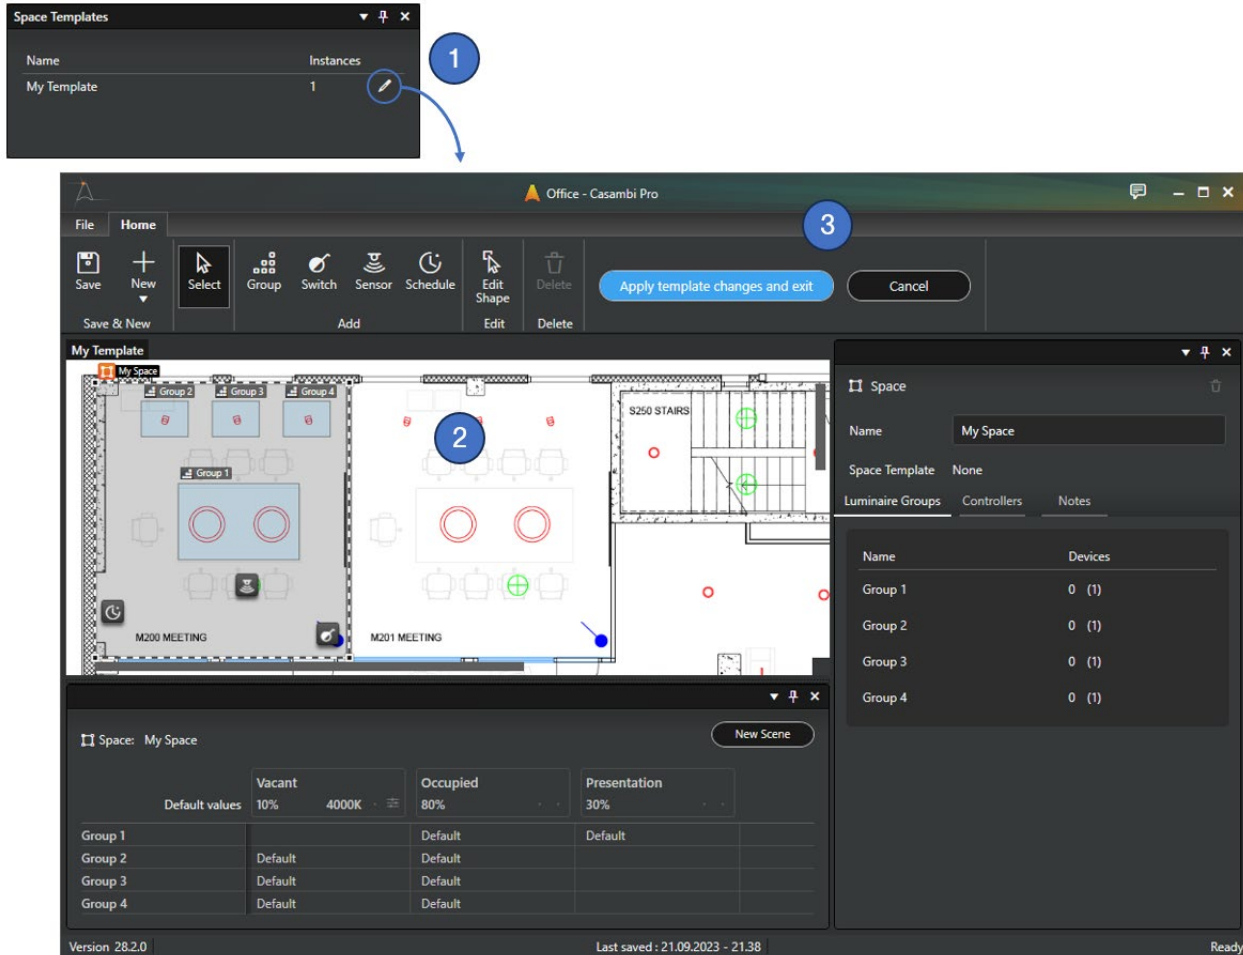 Space Templates
Name Instances
My Template 1
1
Office - Casambi Pro
3
File Home
Save New Select Group Switch Sensor Schedule Edit Shape Delete
Apply template changes and exit Cancel
Save & New Add Edit Delete
My Template
My Space
Group 2 Group 3 Group 4
S250 STAIRS
2
Group 1
M200 MEETING
M201 MEETING
Space
Name My Space
Space Template None
Luminaire Groups Controllers Notes
Name Devices
Group 1 0 (1)
Group 2 0 (1)
Group 3 0 (1)
Group 4 0 (1)
Space: My Space New Scene
Vacant Occupied Presentation
Default values 10% 4000K 80% 30%
Group 1 Default Default
Group 2 Default Default
Group 3 Default Default
Group 4 Default Default
Version 28.2.0 Last saved : 21.09.2023 - 21.38 Ready